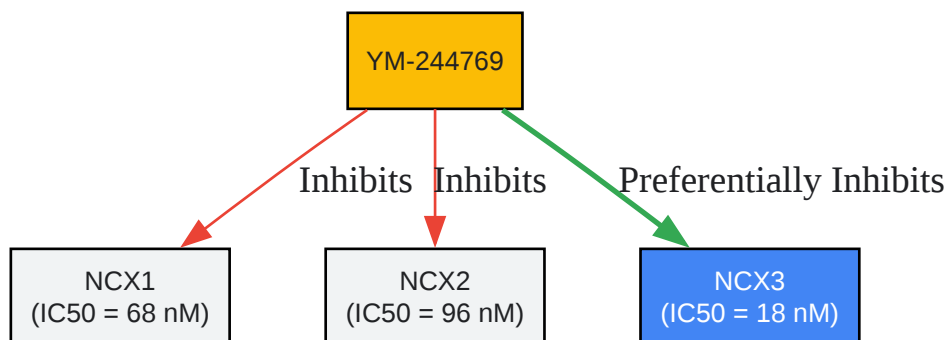 YM-244769
Inhibits
Inhibits
Preferentially Inhibits
NCX1
(IC50 = 68 nM)
NCX2
(IC50 = 96 nM)
NCX3
(IC50 = 18 nM)